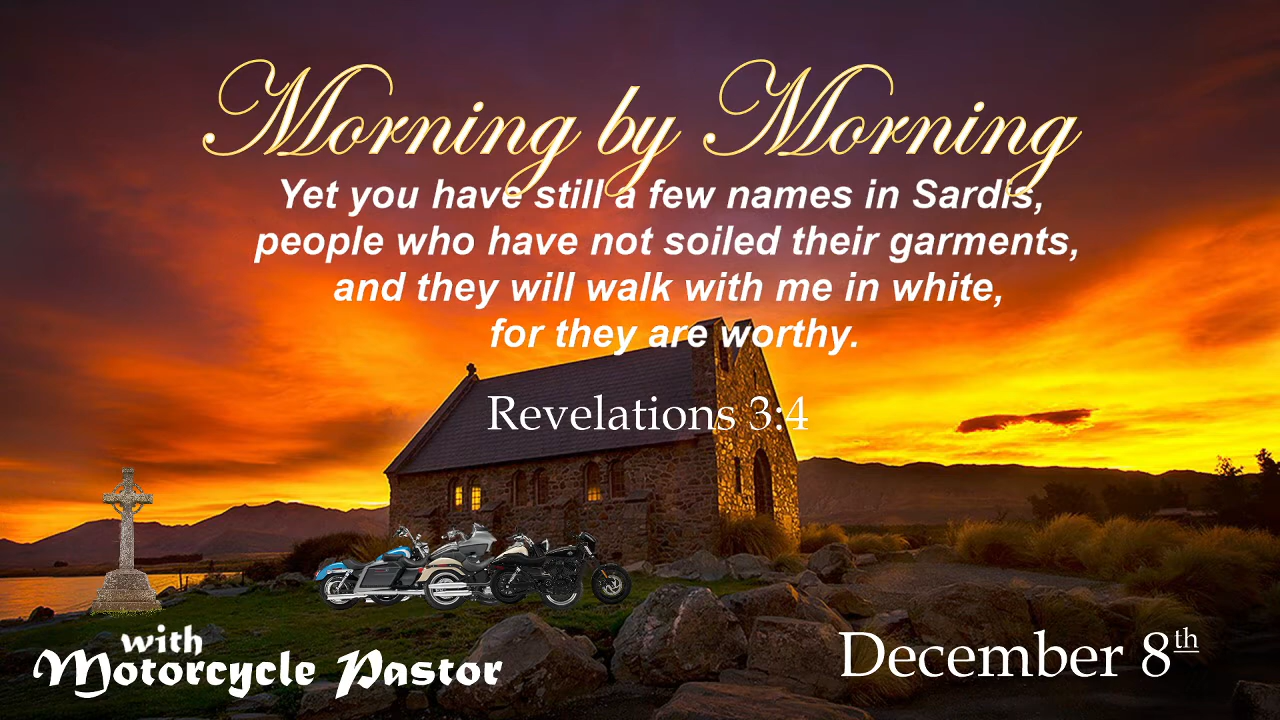 Morning by Morning
Yet you have still a few names in Sardis,
people who have not soiled their garments,
and they will walk with me in white,
for they are worthy.
Revelations 3:4
with
Motorcycle Pastor
December 8th